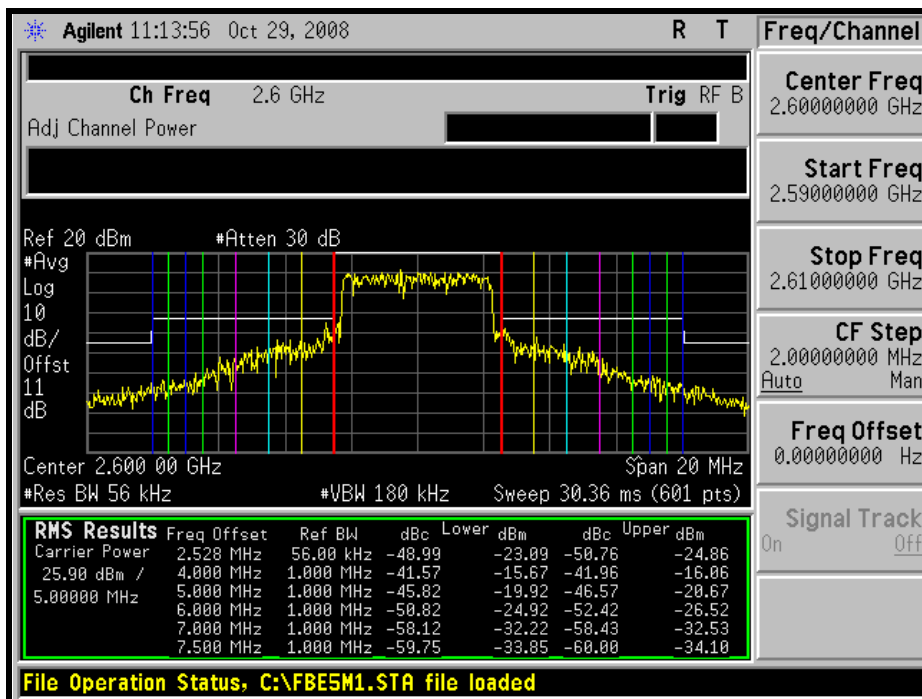 Agilent 11:13:56 Oct 29, 2008 R T
Ch Freq 2.6 GHz Trig RF B
Adj Channel Power
Ref 20 dBm #Atten 30 dB
#Avg
Log
10
dB/
Offst
11
dB
Center 2.600 00 GHz Span 20 MHz
#Res BW 56 kHz #VBW 180 kHz Sweep 30.36 ms (601 pts)
RMS Results Freq Offset Ref BW dBc Lower dBm dBc Upper dBm
Carrier Power 2.528 MHz 56.00 kHz -48.99 -23.09 -50.76 -24.86
25.90 dBm / 4.000 MHz 1.000 MHz -41.57 -15.67 -41.96 -16.06
5.00000 MHz 5.000 MHz 1.000 MHz -45.82 -19.92 -46.57 -20.67
6.000 MHz 1.000 MHz -50.82 -24.92 -52.42 -26.52
7.000 MHz 1.000 MHz -58.12 -32.22 -58.43 -32.53
7.500 MHz 1.000 MHz -59.75 -33.85 -60.00 -34.10
File Operation Status, C:\FBE5M1.STA file loaded
Freq/Channel
Center Freq
2.60000000 GHz
Start Freq
2.59000000 GHz
Stop Freq
2.61000000 GHz
CF Step
2.00000000 MHz
Auto Man
Freq Offset
0.00000000 Hz
Signal Track
On Off